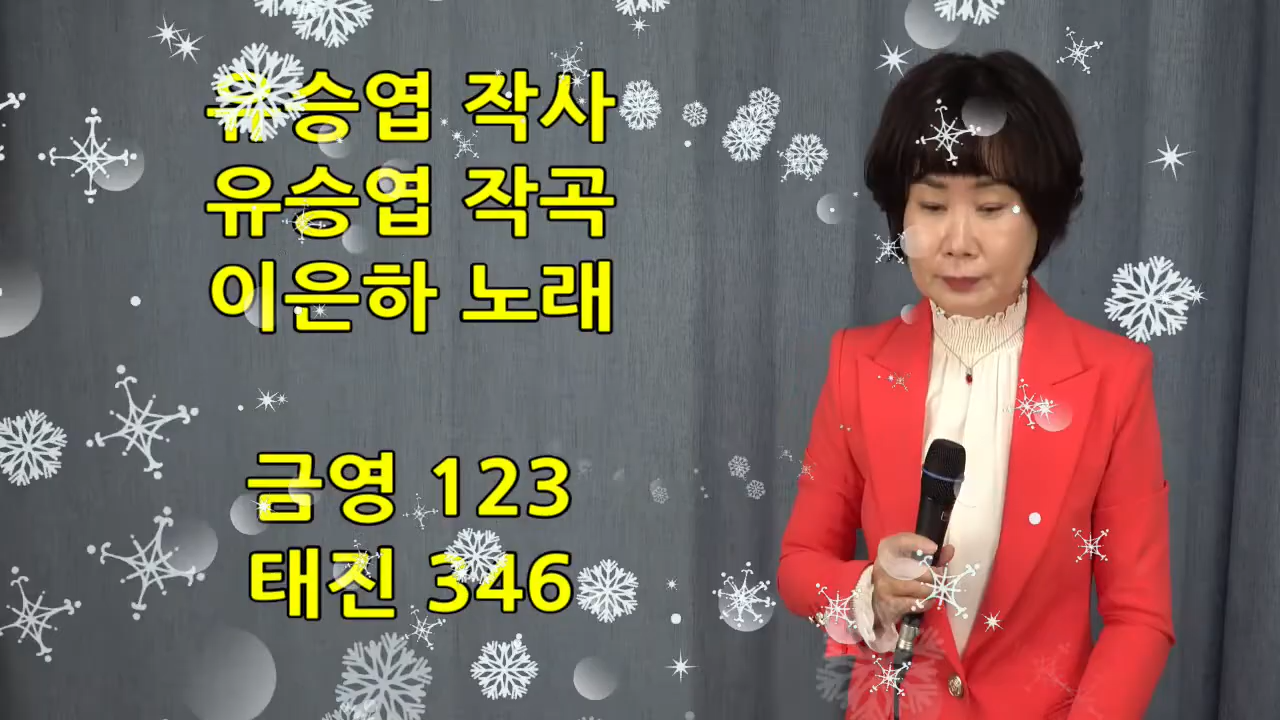 유승엽 작사
유승엽 작곡
이은하 노래
금영 123
태진 346